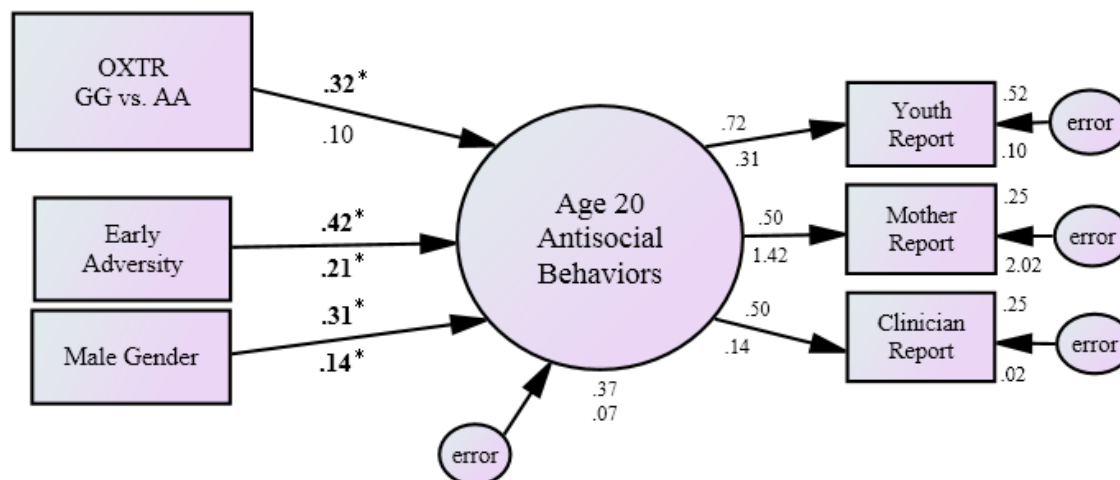 OXTR
GG vs. AA
.32*
.10
Early
Adversity
.42*
.21*
Male Gender
.31*
.14*
Age 20
Antisocial
Behaviors
.37
.07
error
.72
.31
Youth
Report
.52
.10
error
.50
1.42
Mother
Report
.25
2.02
error
.50
.14
Clinician
Report
.25
.02
error